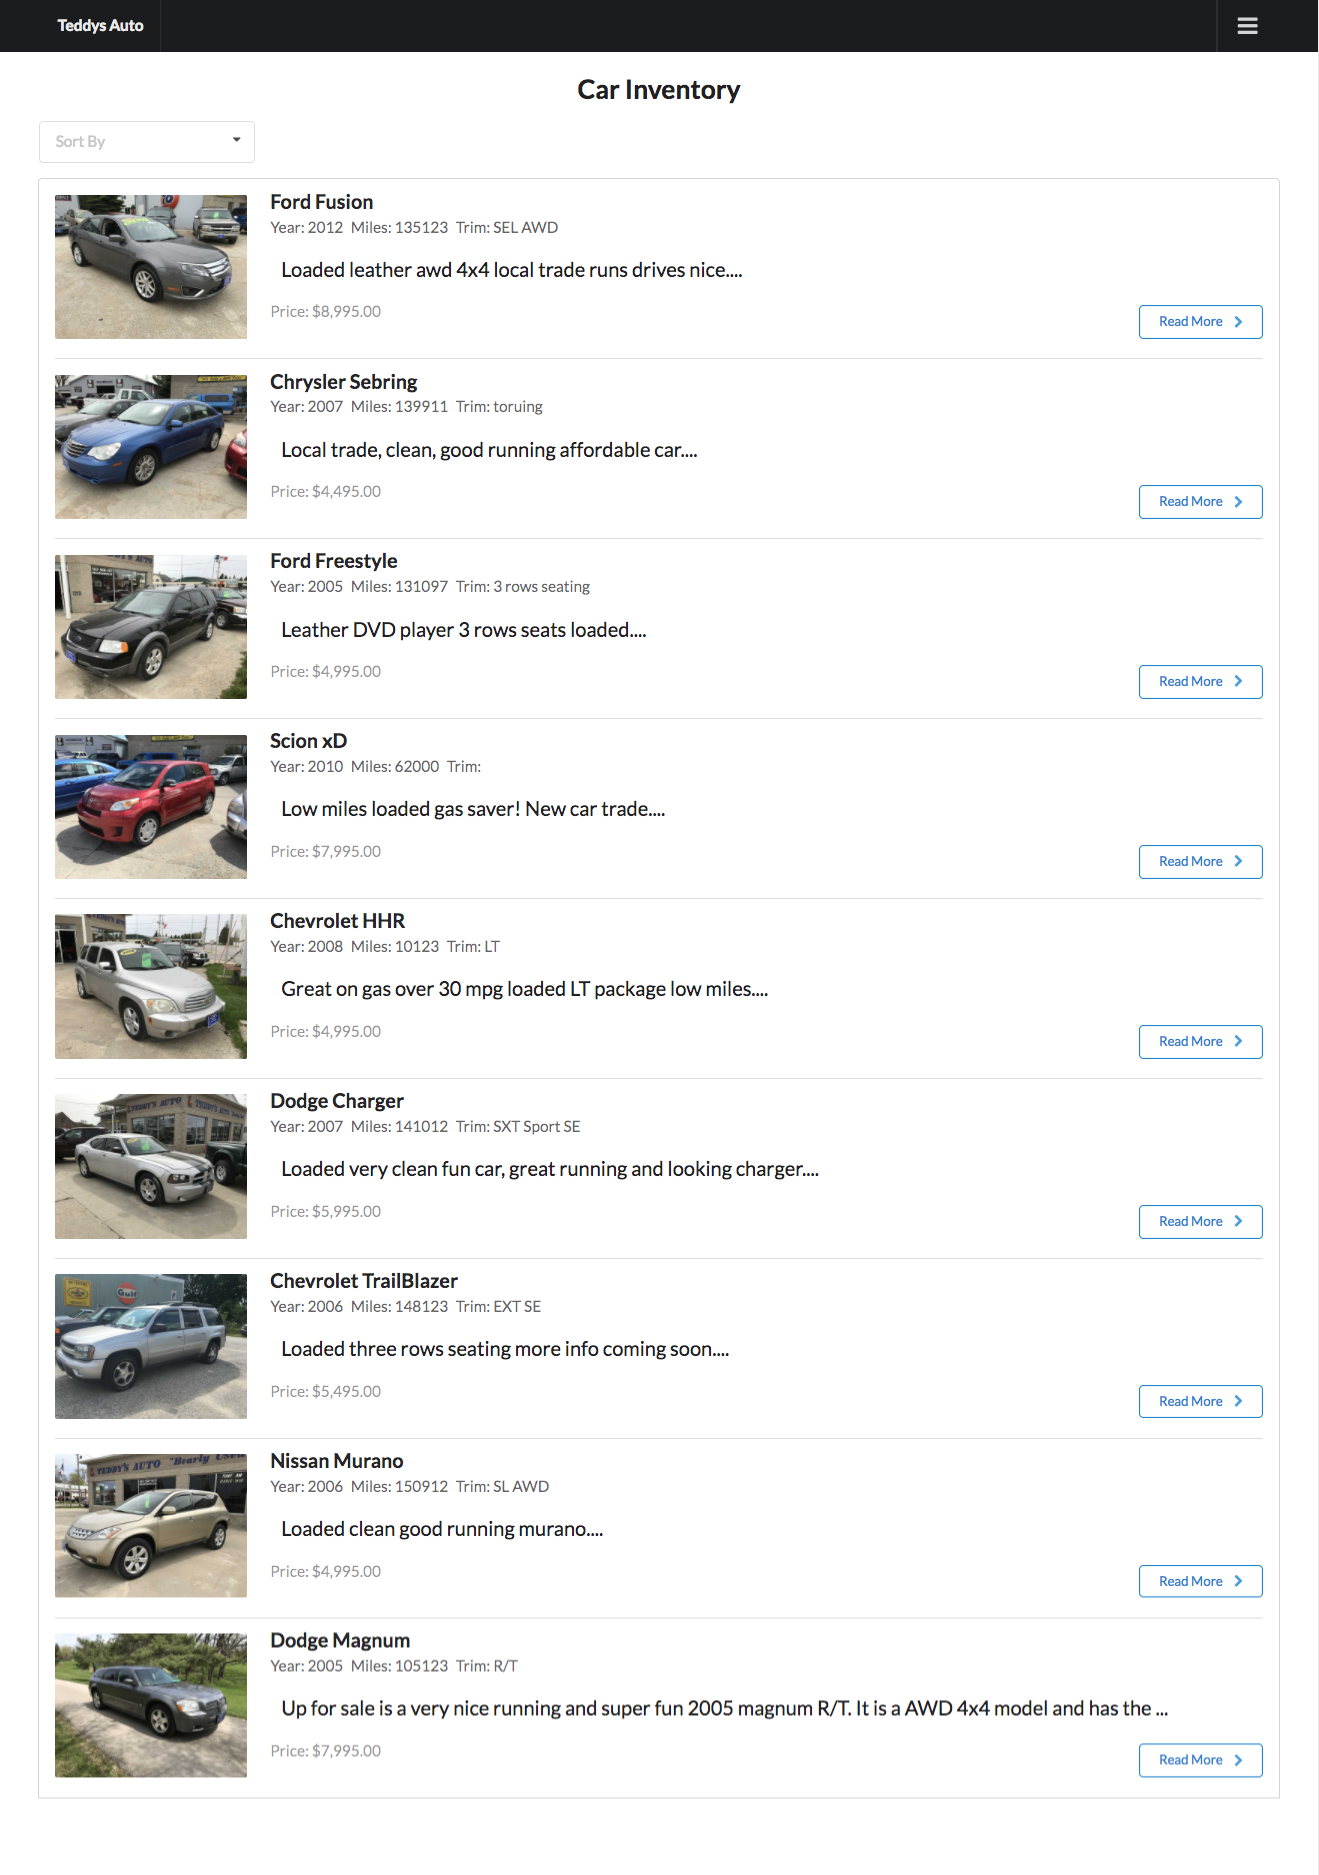 Teddys Auto
Car Inventory
Sort By
Ford Fusion
Year: 2012 Miles: 135123 Trim: SEL AWD
Loaded leather awd 4x4 local trade runs drives nice....
Price: $8,995.00
Read More
Chrysler Sebring
Year: 2007 Miles: 139911 Trim: toruing
Local trade, clean, good running affordable car....
Price: $4,495.00
Read More
TEDDY'S AUTO
Ford Freestyle
Year: 2005 Miles: 131097 Trim: 3 rows seating
Leather DVD player 3 rows seats loaded....
Price: $4,995.00
Read More
Scion xD
Year: 2010 Miles: 62000 Trim:
Low miles loaded gas saver! New car trade....
Price: $7,995.00
Read More
Chevrolet HHR
Year: 2008 Miles: 10123 Trim: LT
Great on gas over 30 mpg loaded LT package low miles....
Price: $4,995.00
Read More
TEDDY'S AUTO
Dodge Charger
Year: 2007 Miles: 141012 Trim: SXT Sport SE
Loaded very clean fun car, great running and looking charger....
Price: $5,995.00
Read More
Gulf
Chevrolet TrailBlazer
Year: 2006 Miles: 148123 Trim: EXT SE
Loaded three rows seating more info coming soon....
Price: $5,495.00
Read More
TEDDY'S AUTO "Bearly Used
Nissan Murano
Year: 2006 Miles: 150912 Trim: SL AWD
Loaded clean good running murano....
Price: $4,995.00
Read More
Dodge Magnum
Year: 2005 Miles: 105123 Trim: R/T
Up for sale is a very nice running and super fun 2005 magnum R/T. It is a AWD 4x4 model and has the ...
Price: $7,995.00
Read More